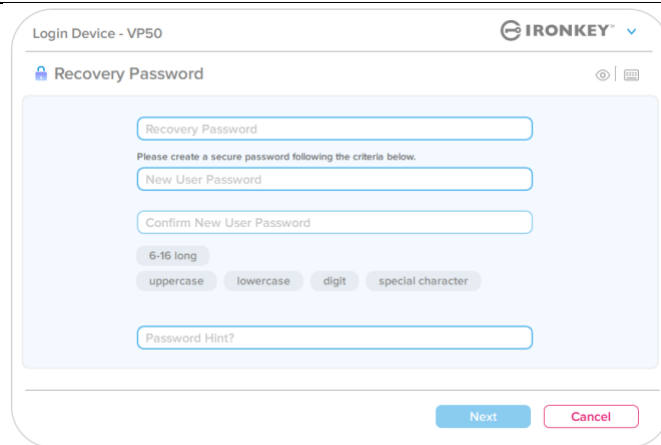 Login Device - VP50
IRONKEY™
Recovery Password
Recovery Password
Please create a secure password following the criteria below.
New User Password
Confirm New User Password
6-16 long
uppercase lowercase digit special character
Password Hint?
Next Cancel